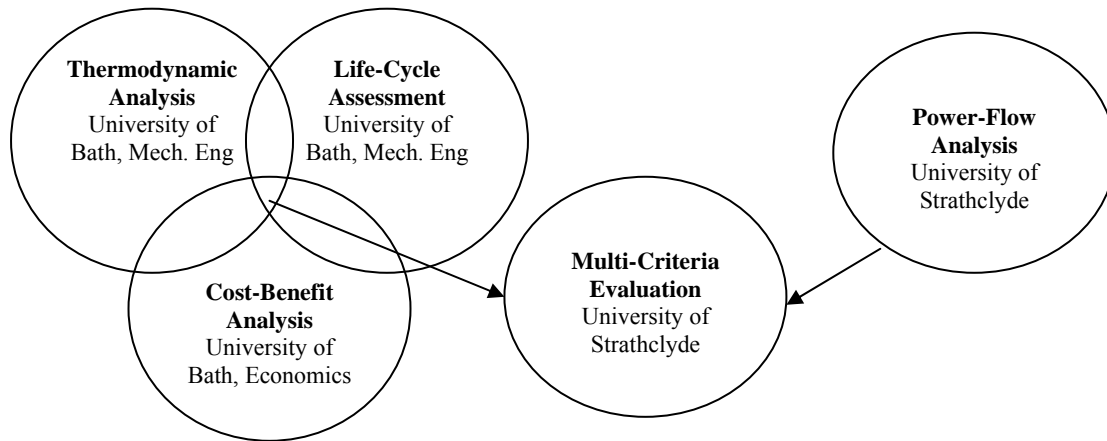 Thermodynamic
Analysis
University of
Bath, Mech. Eng
Life-Cycle
Assessment
University of
Bath, Mech. Eng
Power-Flow
Analysis
University of
Strathclyde
Multi-Criteria
Evaluation
University of
Strathclyde
Cost-Benefit
Analysis
University of
Bath, Economics